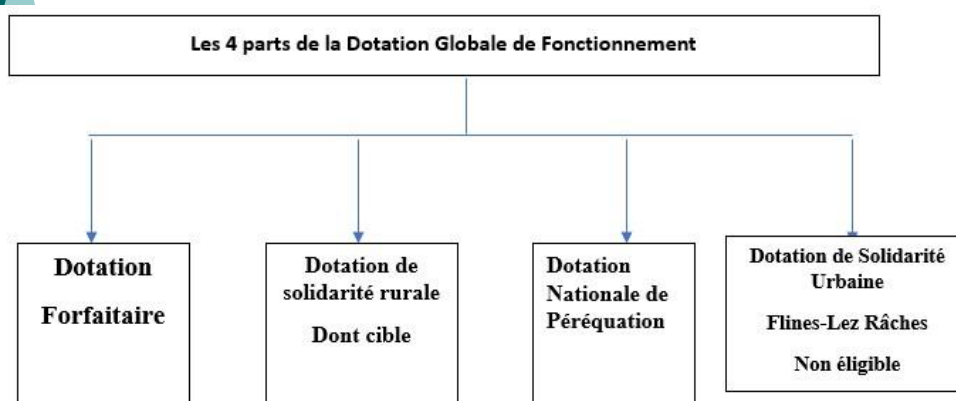 Les 4 parts de la Dotation Globale de Fonctionnement
Dotation
Forfaitaire
Dotation de
solidarité rurale
Dont cible
Dotation
Nationale de
Péréquation
Dotation de Solidarité
Urbaine
Flines-Lez Râches
Non éligible